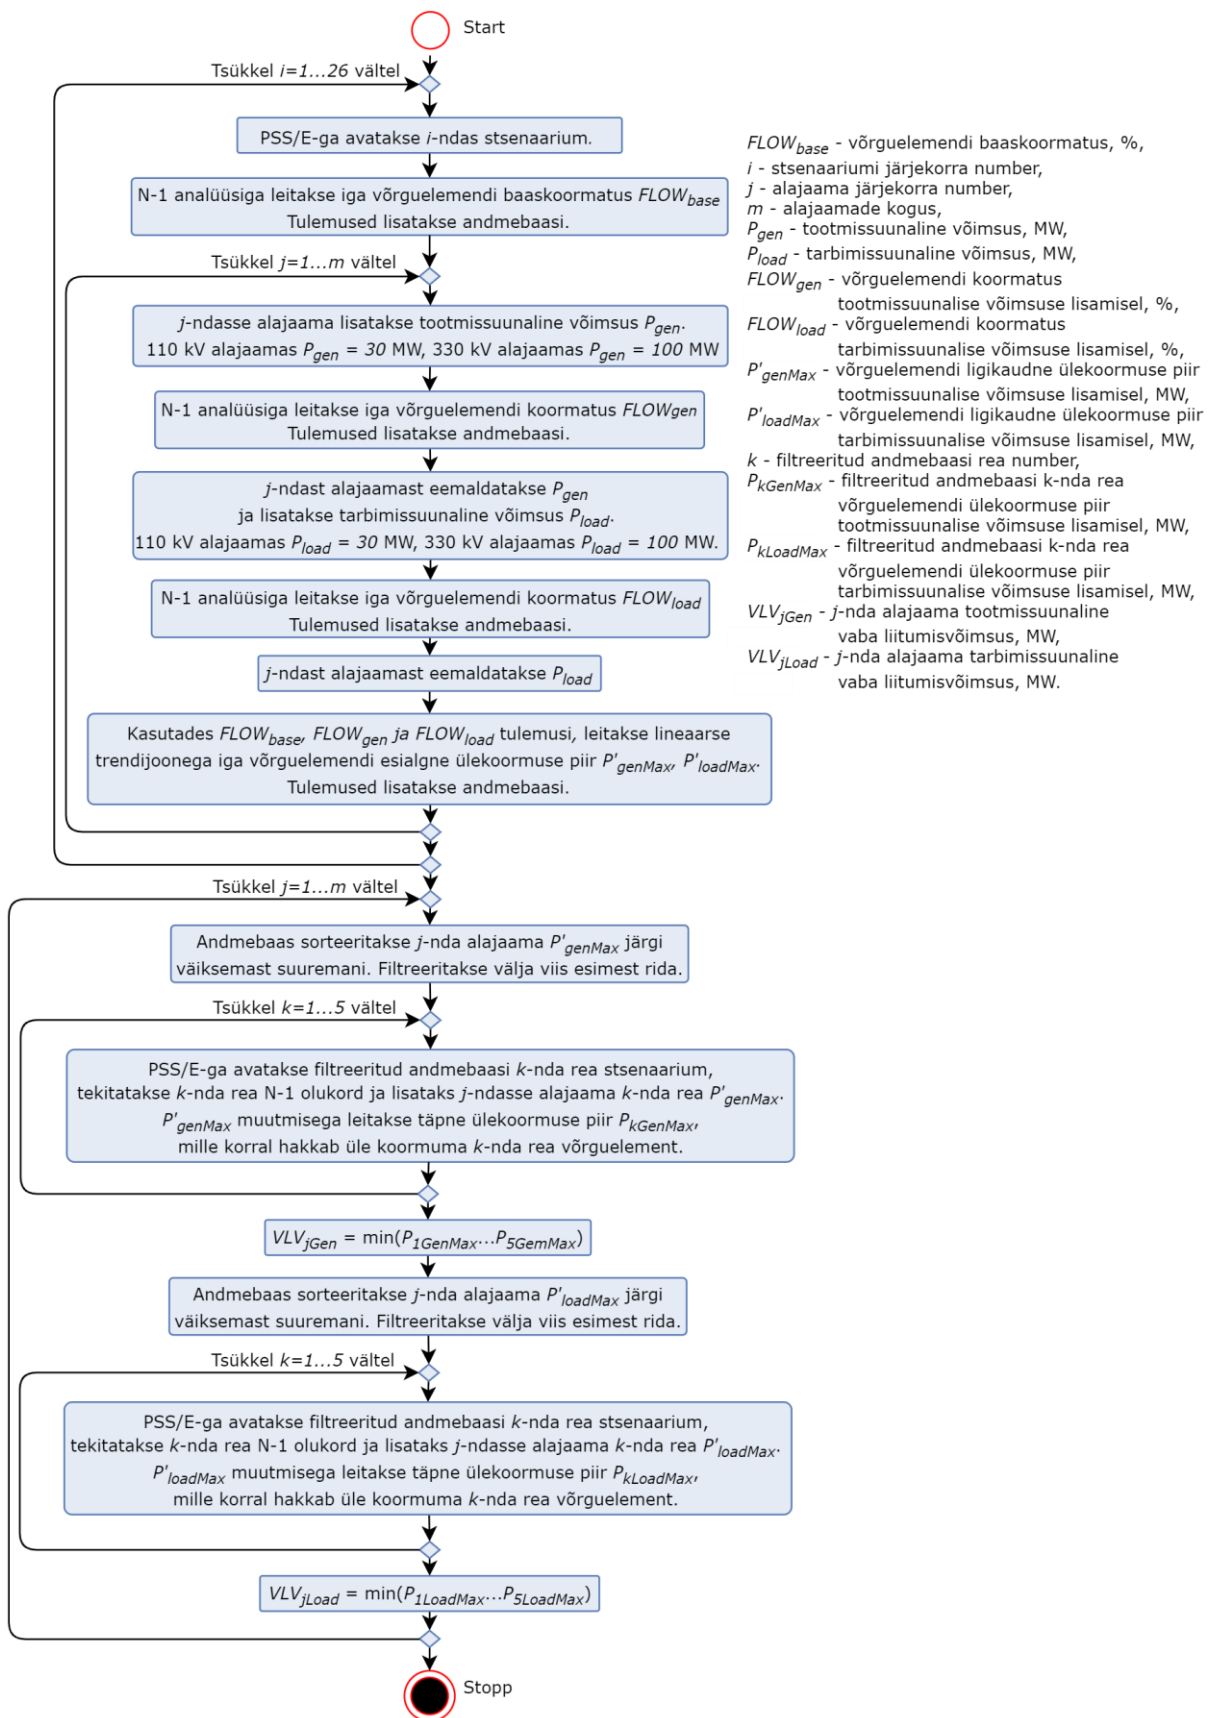 Start
Tsükkel i=1...26 vältel
PSS/E-ga avatakse i-ndas stsenaarium.
N-1 analüüsiga leitakse iga võrguelemendi baaskoormatus FLOWbase
Tulemused lisatakse andmebaasi.
Tsükkel j=1...m vältel
j-ndasse alajaama lisatakse tootmissuunaline võimsus Pgen.
110 kV alajaamas Pgen = 30 MW, 330 kV alajaamas Pgen = 100 MW
N-1 analüüsiga leitakse iga võrguelemendi koormatus FLOWgen
Tulemused lisatakse andmebaasi.
j-ndast alajaamast eemaldatakse Pgen
ja lisatakse tarbimissuunaline võimsus Pload.
110 kV alajaamas Pload = 30 MW, 330 kV alajaamas Pload = 100 MW.
N-1 analüüsiga leitakse iga võrguelemendi koormatus FLOWload
Tulemused lisatakse andmebaasi.
j-ndast alajaamast eemaldatakse Pload
Kasutades FLOWbase, FLOWgen ja FLOWload tulemusi, leitakse lineaarse
trendijoonega iga võrguelemendi esialgne ülekoormuse piir P'genMax, P'loadMax.
Tulemused lisatakse andmebaasi.
Tsükkel j=1...m vältel
Andmebaas sorteeritakse j-nda alajaama P'genMax järgi
väiksemast suuremani. Filtreeritakse välja viis esimest rida.
Tsükkel k=1...5 vältel
PSS/E-ga avatakse filtreeritud andmebaasi k-nda rea stsenaarium,
tekitatakse k-nda rea N-1 olukord ja lisataks j-ndasse alajaama k-nda rea P'genMax.
P'genMax muutmisega leitakse täpne ülekoormuse piir PkGenMax,
mille korral hakkab üle koormuma k-nda rea võrguelement.
VLVjGen = min(P1GenMax...P5GemMax)
Andmebaas sorteeritakse j-nda alajaama P'loadMax järgi
väiksemast suuremani. Filtreeritakse välja viis esimest rida.
Tsükkel k=1...5 vältel
PSS/E-ga avatakse filtreeritud andmebaasi k-nda rea stsenaarium,
tekitatakse k-nda rea N-1 olukord ja lisataks j-ndasse alajaama k-nda rea P'loadMax.
P'loadMax muutmisega leitakse täpne ülekoormuse piir PkLoadMax,
mille korral hakkab üle koormuma k-nda rea võrguelement.
VLVjLoad = min(P1LoadMax...P5LoadMax)
Stopp
FLOWbase - võrguelemendi baaskoormatus, %,
i - stsenaariumi järjekorra number,
j - alajaama järjekorra number,
m - alajaamade kogus,
Pgen - tootmissuunaline võimsus, MW,
Pload - tarbimissuunaline võimsus, MW,
FLOWgen - võrguelemendi koormatus
tootmissuunalise võimsuse lisamisel, %,
FLOWload - võrguelemendi koormatus
tarbimissuunalise võimsuse lisamisel, %,
P'genMax - võrguelemendi ligikaudne ülekoormuse piir
tootmissuunalise võimsuse lisamisel, MW,
P'loadMax - võrguelemendi ligikaudne ülekoormuse piir
tarbimissuunalise võimsuse lisamisel, MW,
k - filtreeritud andmebaasi rea number,
PkGenMax - filtreeritud andmebaasi k-nda rea
võrguelemendi ülekoormuse piir
tootmissuunalise võimsuse lisamisel, MW,
PkLoadMax - filtreeritud andmebaasi k-nda rea
võrguelemendi ülekoormuse piir
tarbimissuunalise võimsuse lisamisel, MW,
VLVjGen - j-nda alajaama tootmissuunaline
vaba liitumisvõimsus, MW,
VLVjLoad - j-nda alajaama tarbimissuunaline
vaba liitumisvõimsus, MW.